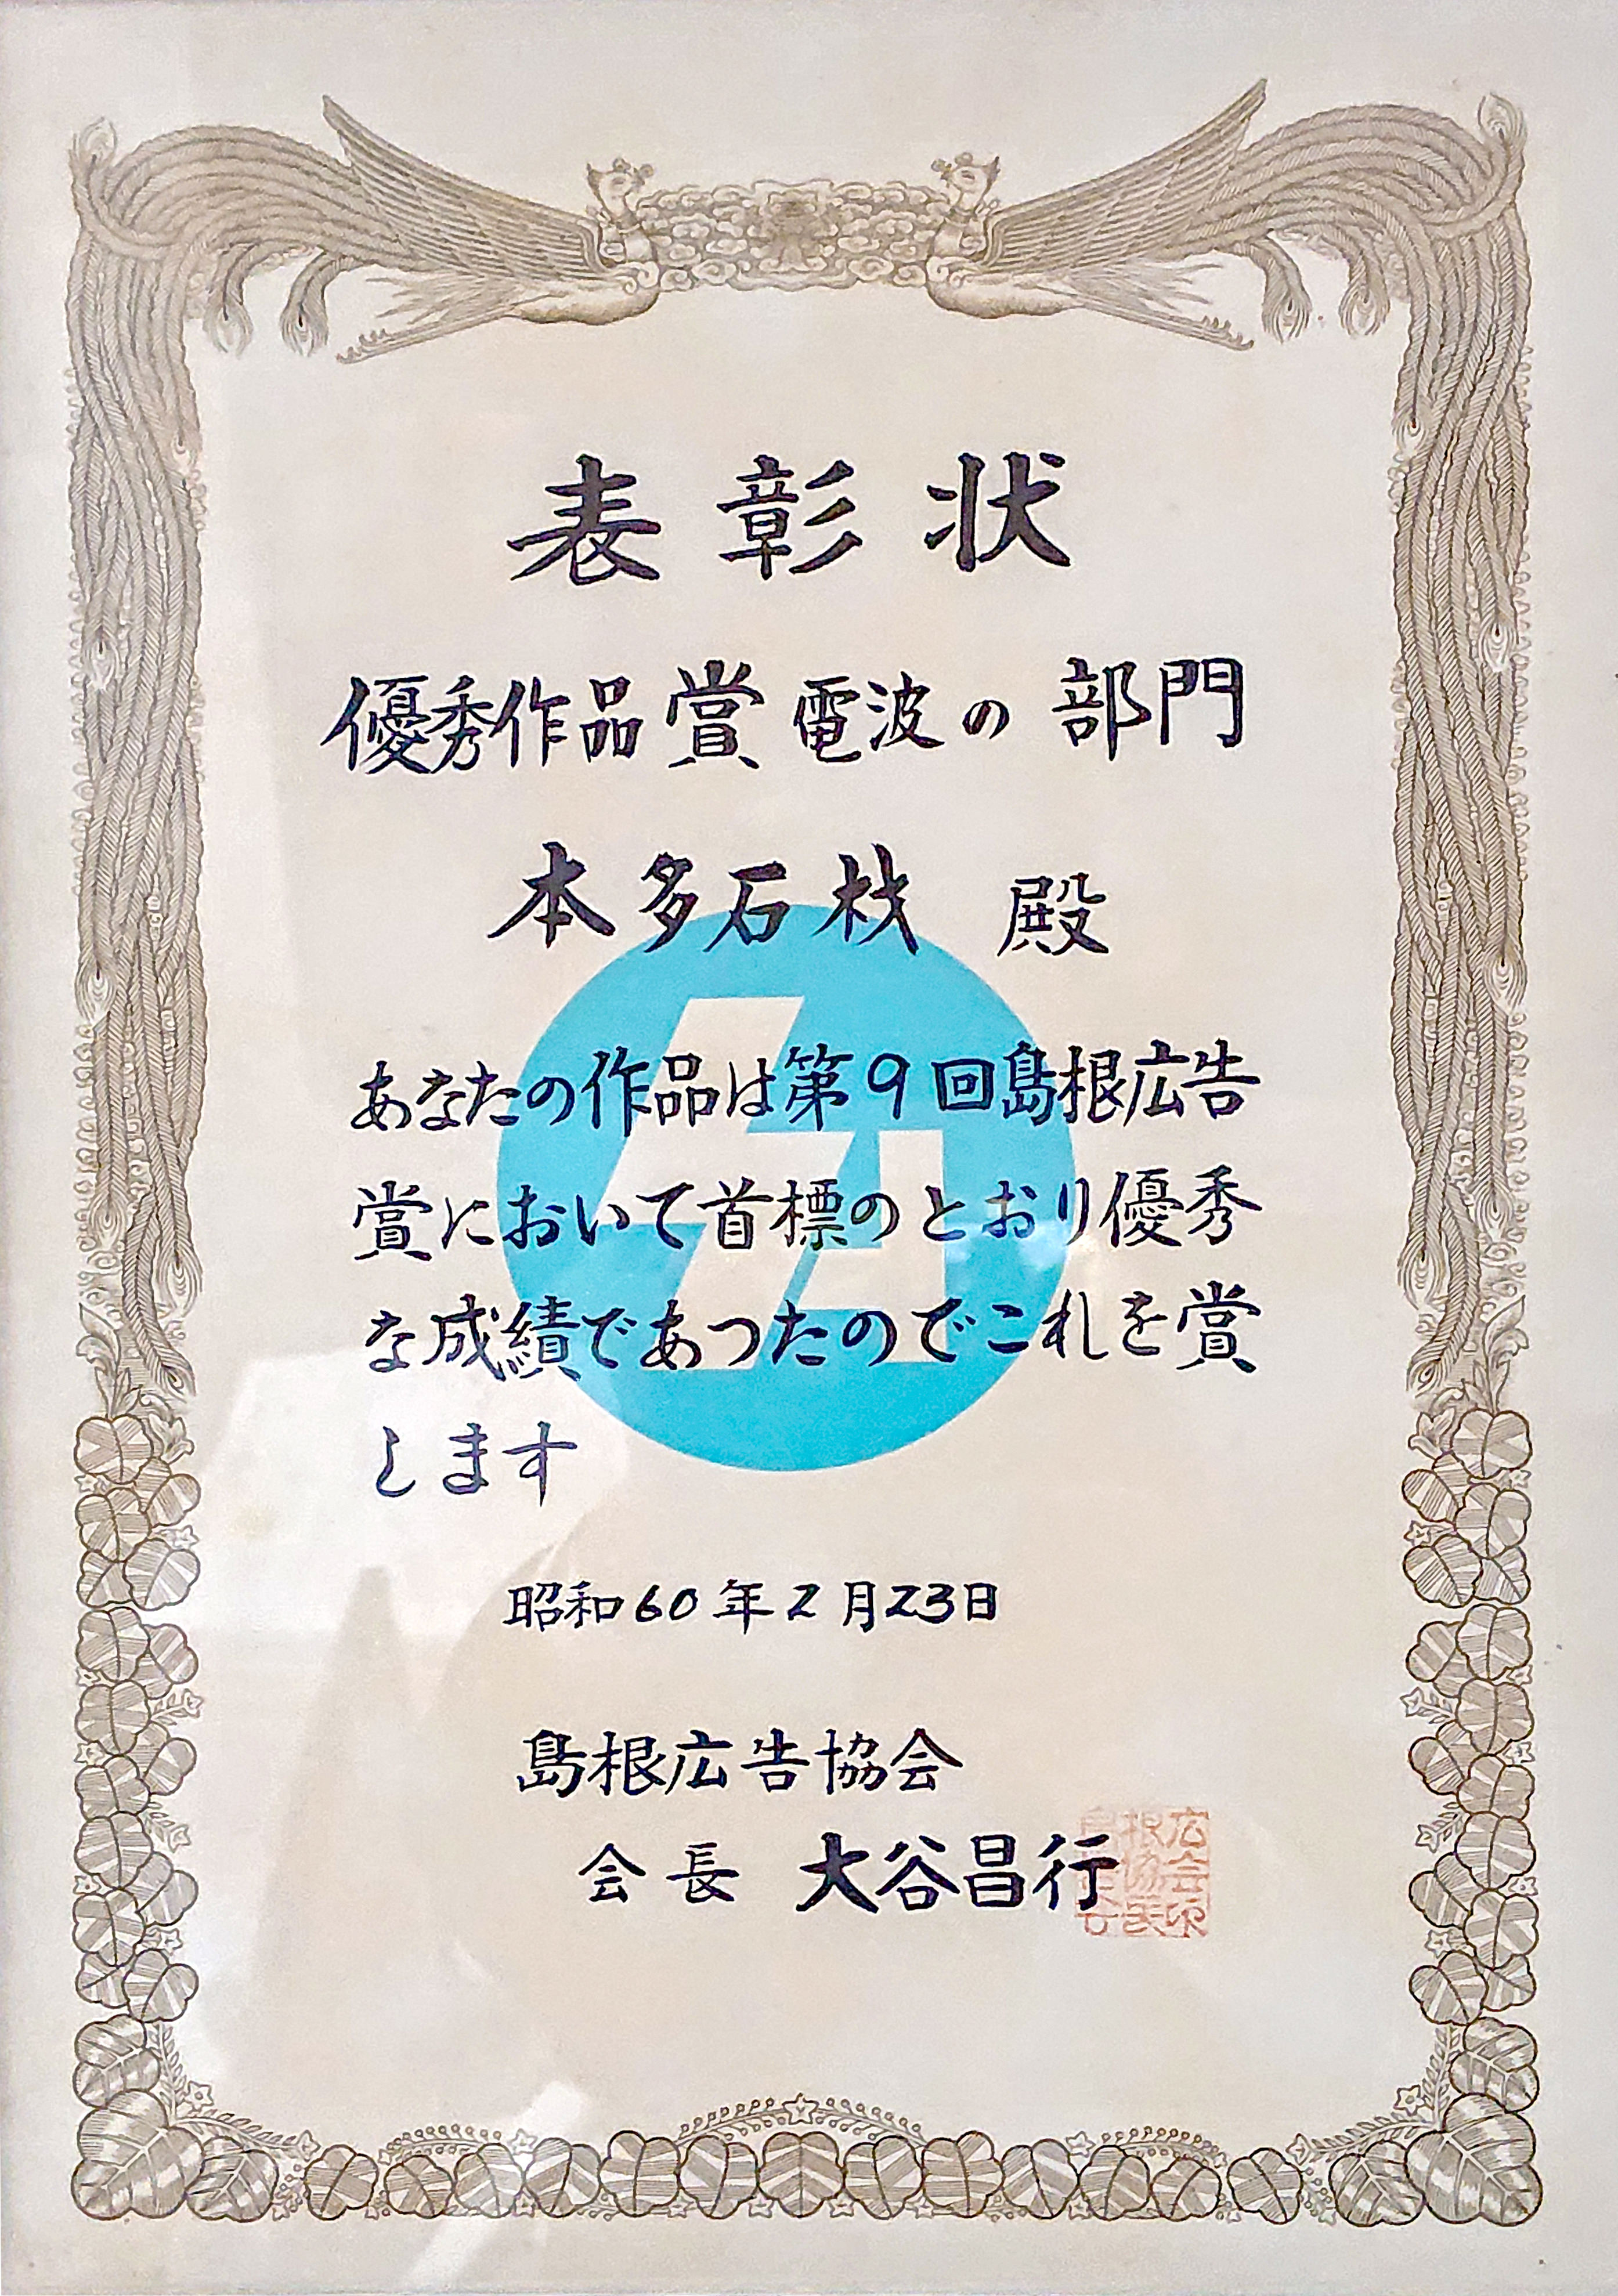 表彰状
優秀作品賞 電波の部門
本多石材 殿
あなたの作品は第9回島根広告
賞において首標のとおり優秀
な成績であつたのでこれを賞
します
昭和60年2月23日
島根広告協会
会長 大谷昌行